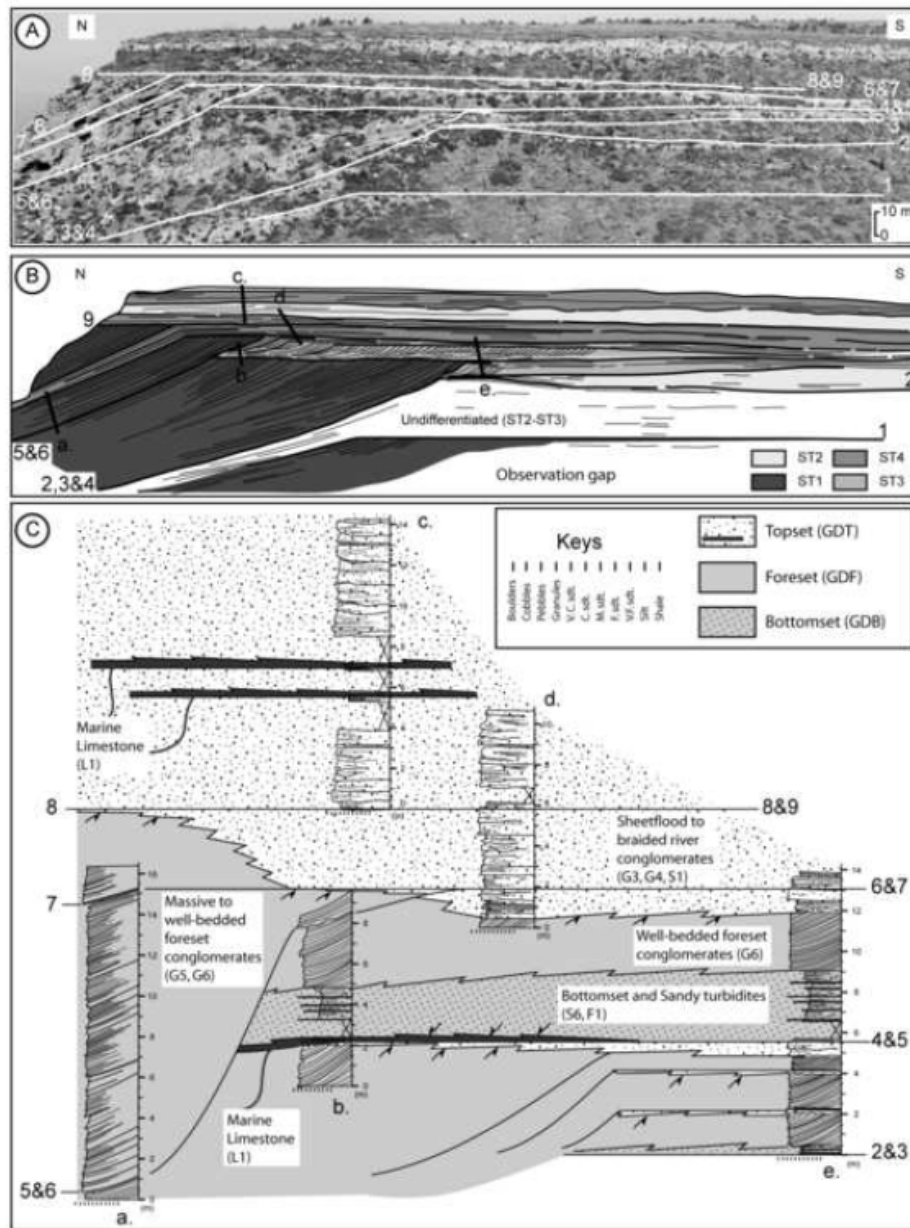 A
N
S
8
8&9
6&7
7
6
5&6
2,3&4
3
2
1
10 m
0
B
N
S
c.
d
9
b
e.
a.
2
Undifferentiated (ST2-ST3)
1
5&6
2,3&4
Observation gap
ST2
ST4
ST1
ST3
C
c.
Keys
Boulders
Cobbles
Pebbles
Granules
V. C. sdt.
C. sdt.
M. sdt.
F. sdt.
V.F. sdt.
Silt
Shale
Topset (GDT)
Foreset (GDF)
Bottomset (GDB)
d.
Marine
Limestone
(L1)
8
8&9
Sheetflood to
braided river
conglomerates
(G3, G4, S1)
6&7
7
Massive to
well-bedded
foreset
conglomerates
(G5, G6)
Well-bedded foreset
conglomerates (G6)
Bottomset and Sandy turbidites
(S6, F1)
4&5
Marine
Limestone
(L1)
b.
2&3
e.
5&6
a.